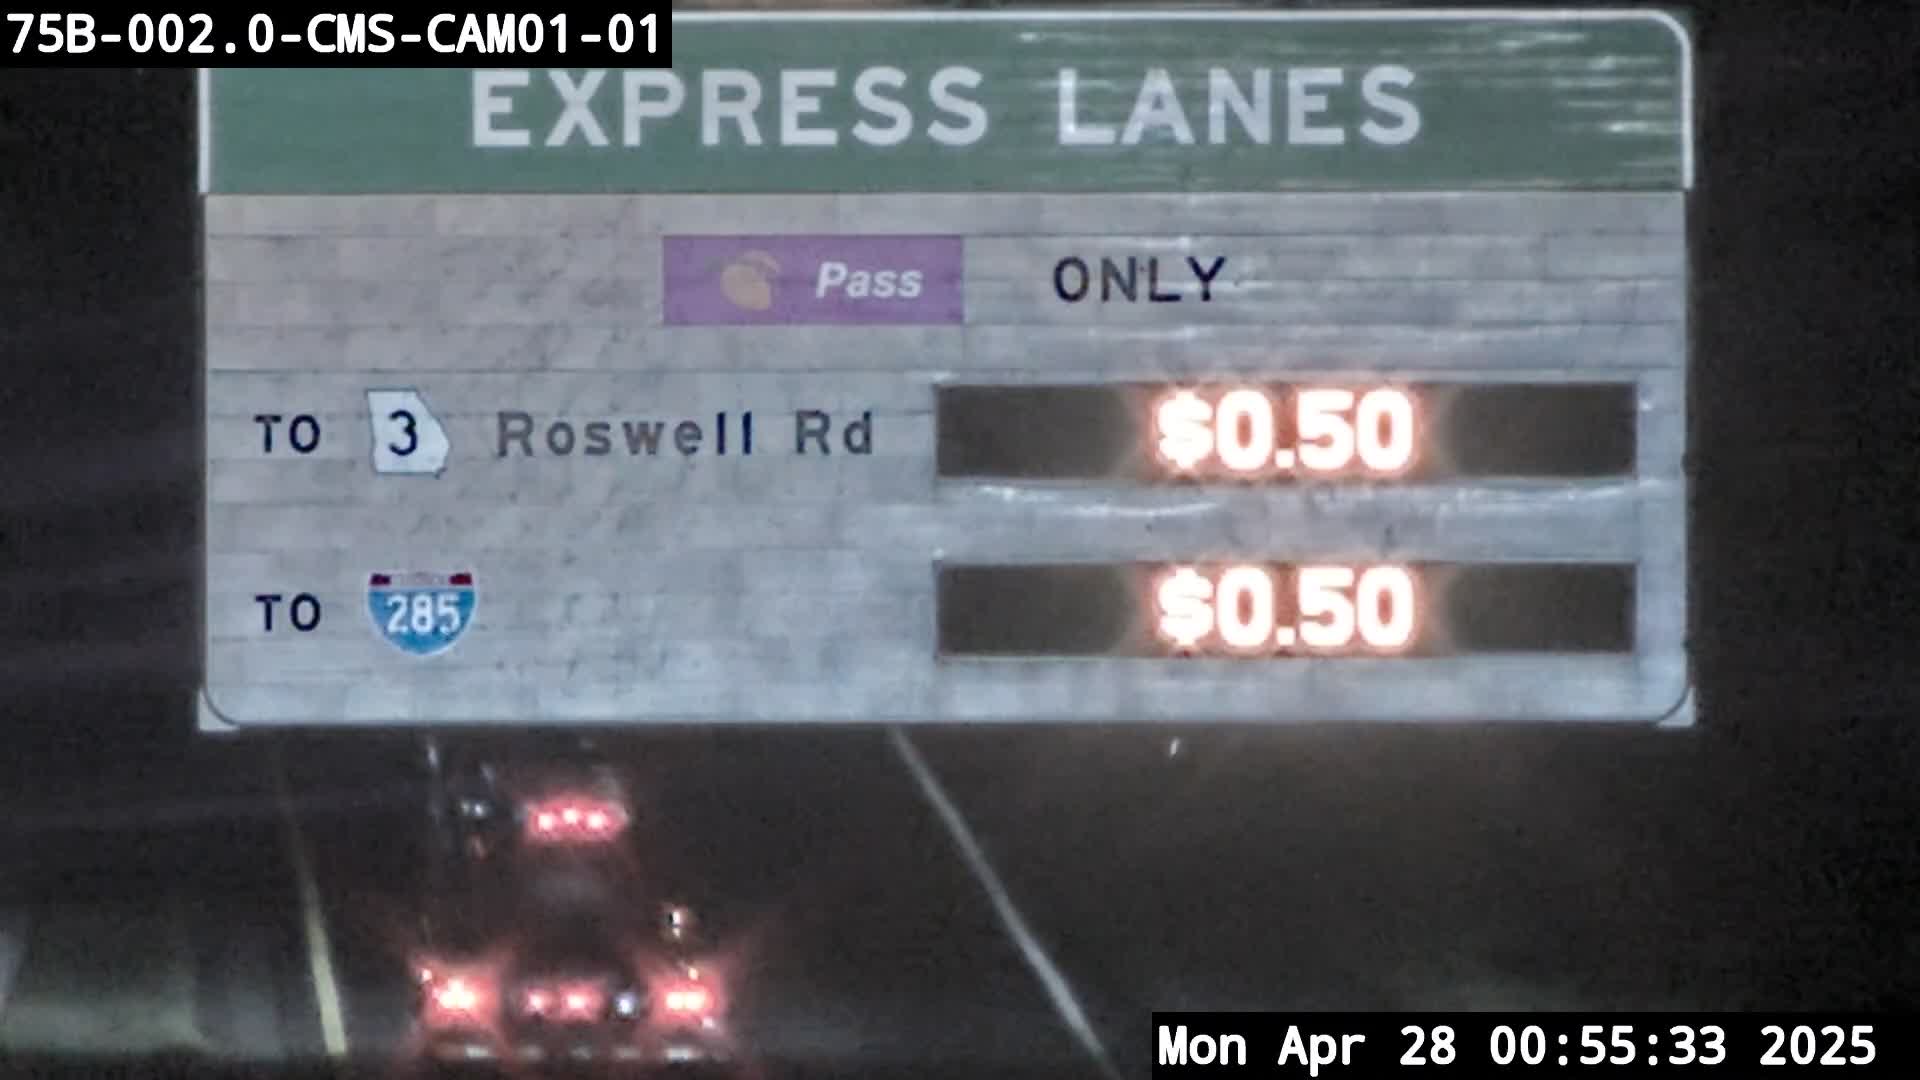 75B-002.0-CMS-CAM01-01
EXPRESS LANES
Pass ONLY
TO 3 Roswell Rd $0.50
TO 285 $0.50
Mon Apr 28 00:55:33 2025